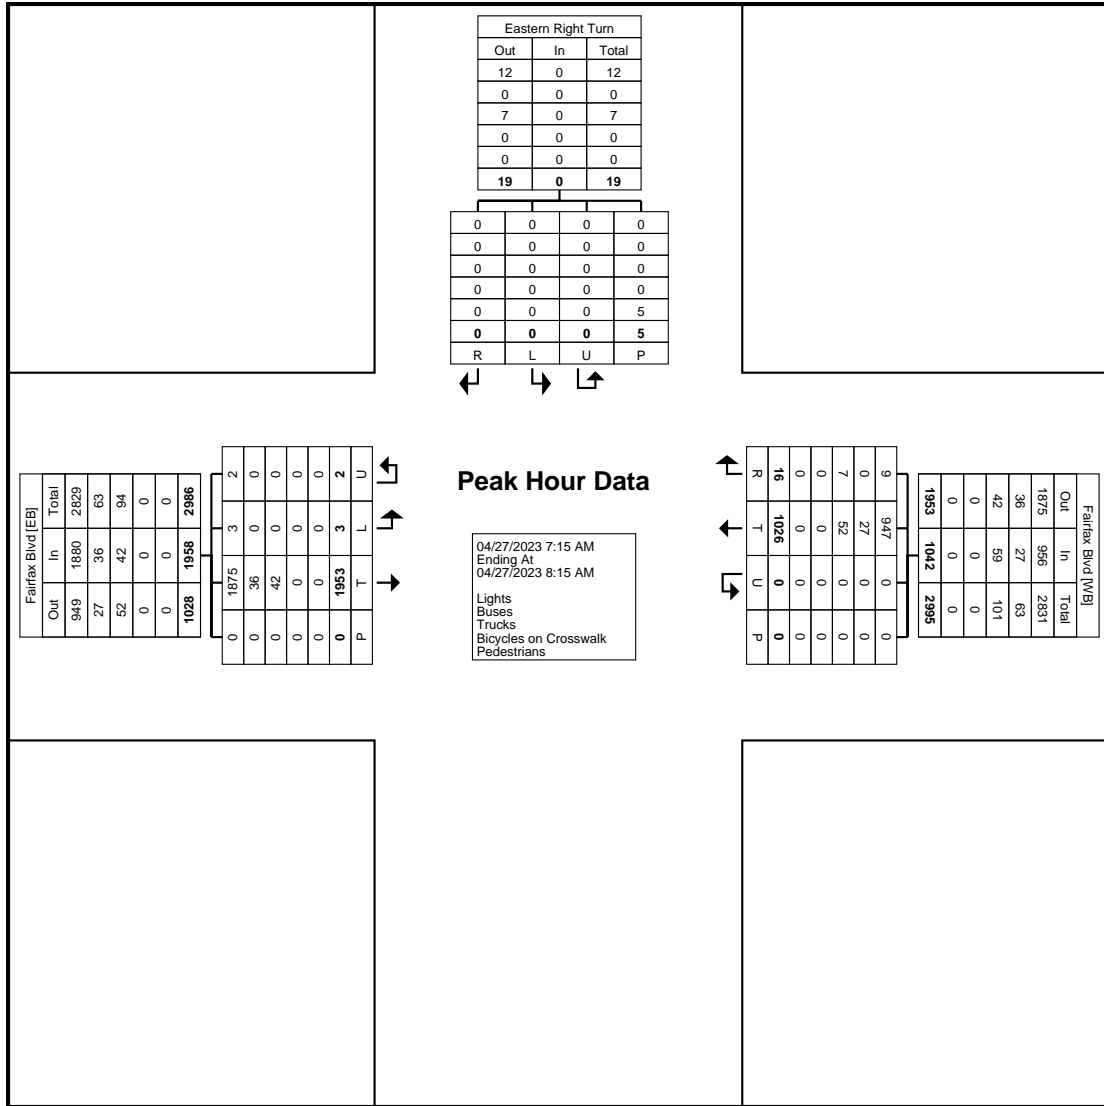 Eastern Right Turn
Out In Total
12 0 12
0 0 0
7 0 7
0 0 0
0 0 0
19 0 19
0 0 0 0
0 0 0 0
0 0 0 0
0 0 0 0
0 0 0 5
0 0 0 5
R L U P
Fairfax Blvd [EB]
Total In Out
2829 1880 949
63 36 27
94 42 52
0 0 0
0 0 0
2986 1958 1028
2 3 1875 0
0 0 36 0
0 0 42 0
0 0 0 0
0 0 0 0
2 3 1953 0
U L T P
Peak Hour Data
04/27/2023 7:15 AM
Ending At
04/27/2023 8:15 AM
Lights
Buses
Trucks
Bicycles on Crosswalk
Pedestrians
R T U P
16 1026 0 0
0 0 0 0
0 0 0 0
7 52 0 0
0 27 0 0
9 947 0 0
Fairfax Blvd [WB]
Out In Total
1875 956 2831
36 27 63
42 59 101
0 0 0
0 0 0
1953 1042 2995